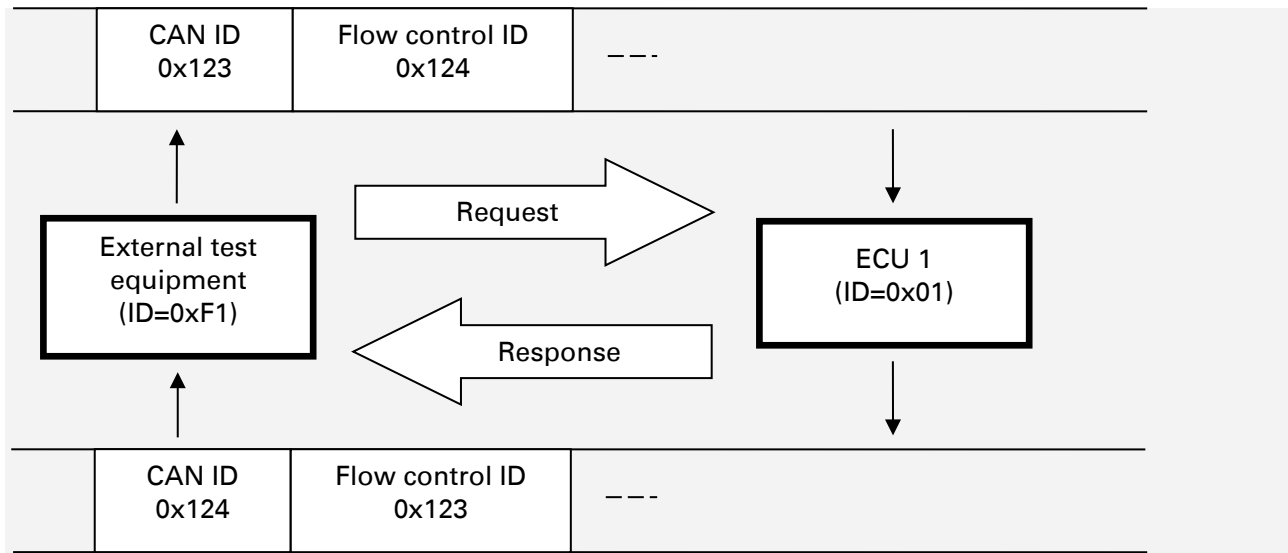 CAN ID
0x123
Flow control ID
0x124
Request
External test
equipment
(ID=0xF1)
ECU 1
(ID=0x01)
Response
CAN ID
0x124
Flow control ID
0x123